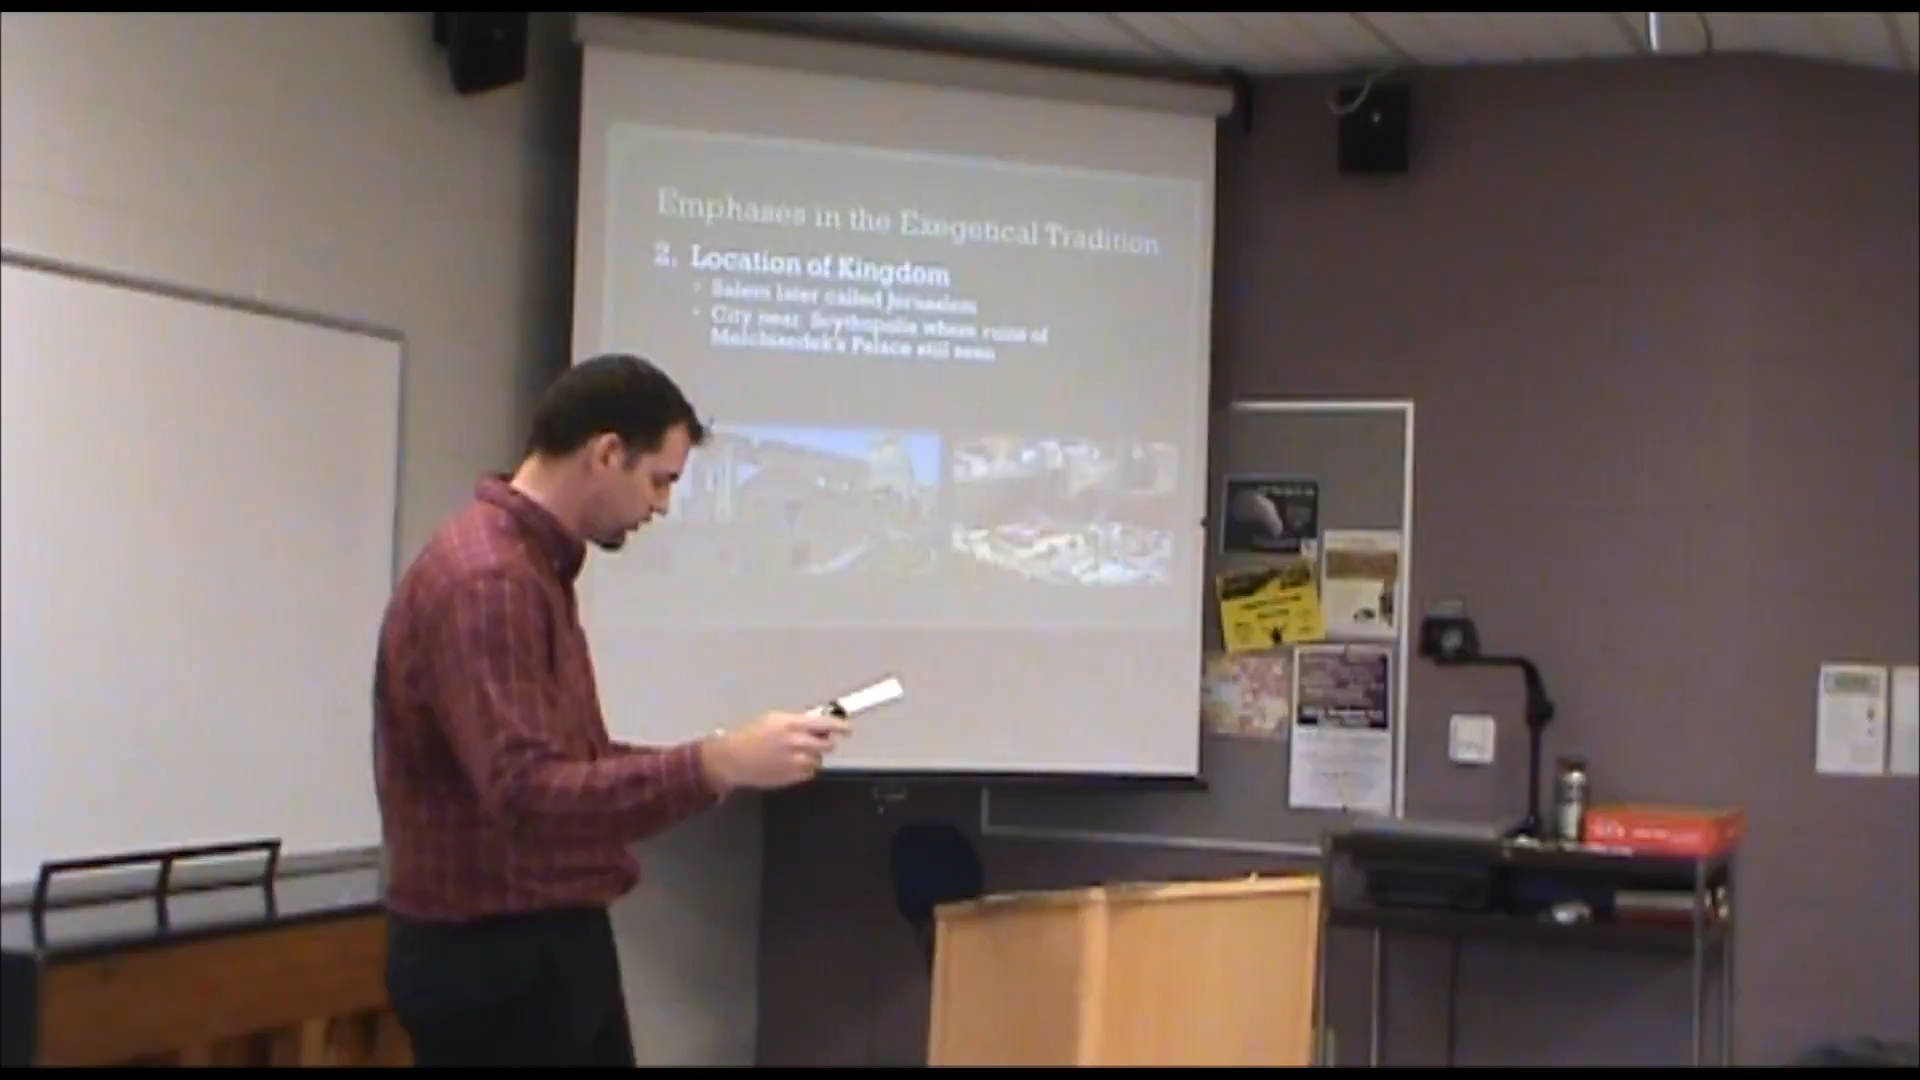 Emphases in the Exegetical Tradition
2. Location of Kingdom
Salem later called Jerusalem
City near Scythopolis where ruins of
Melchisedek's Palace still seen